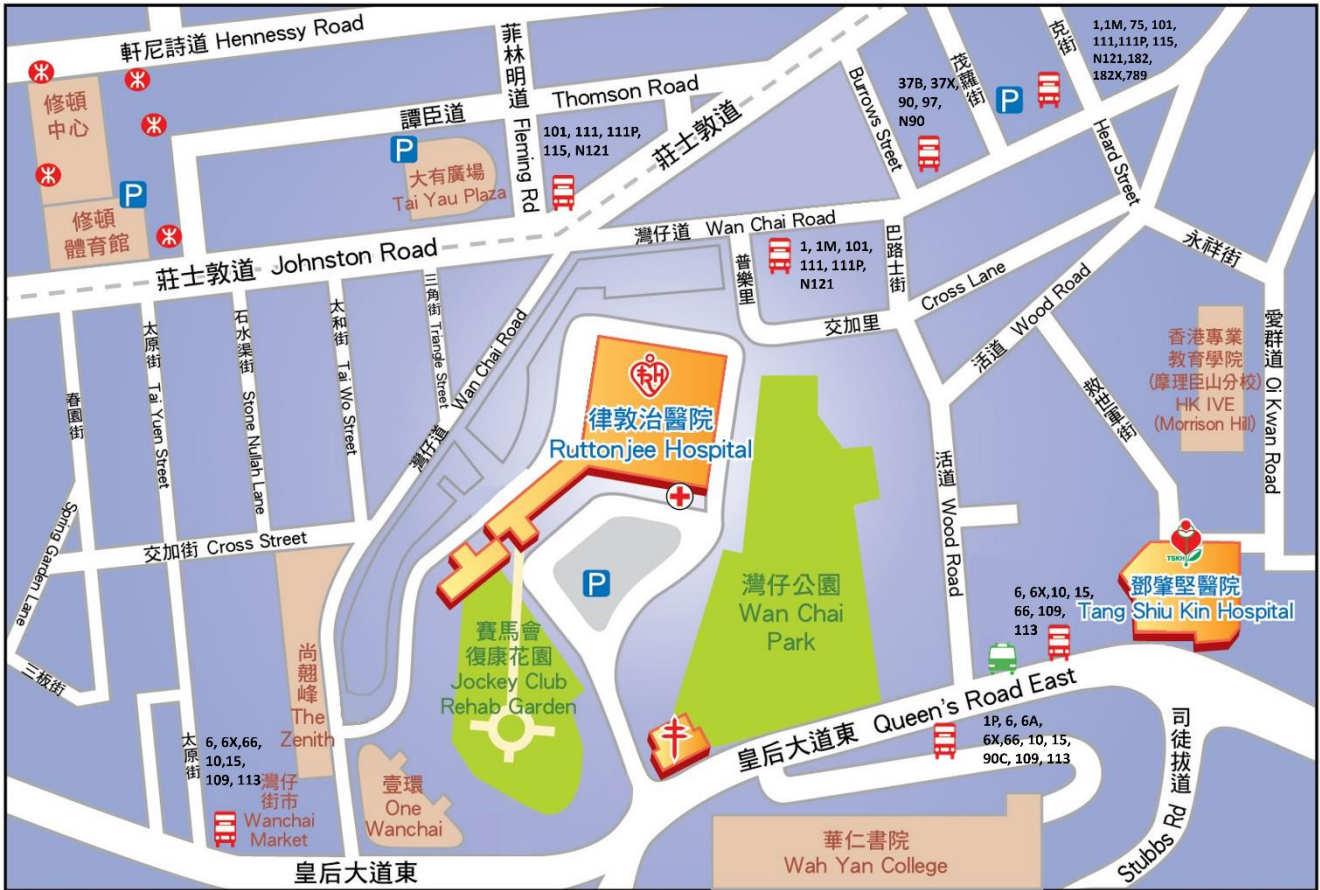 軒尼詩道 Hennessy Road
菲林明道 Fleming Rd
修頓
中心
譚臣道 Thomson Road
P
大有廣場
Tai Yau Plaza
101, 111, 111P,
115, N121
莊士敦道
P
修頓
體育館
莊士敦道 Johnston Road
Burrows Street
37B, 37X,
90, 97,
N90
茂蘿街
P
克街
Heard Street
1,1M, 75, 101,
111,111P, 115,
N121,182,
182X,789
灣仔道 Wan Chai Road
普樂里
1, 1M, 101,
111, 111P,
N121
巴路士街
交加里
Cross Lane
活道 Wood Road
永祥街
愛群道 Oi Kwan Road
香港專業
教育學院
(摩理臣山分校)
HK IVE
(Morrison Hill)
救世軍街
春園街
Spring Garden Lane
太原街 Tai Yuen Street
石水渠街 Stone Nullah Lane
太和街 Tai Wo Street
三角街 Triangle Street
灣仔道 Wan Chai Road
RH
律敦治醫院
Ruttonjee Hospital
交加街 Cross Street
三板街
P
賽馬會
復康花園
Jockey Club
Rehab Garden
灣仔公園
Wan Chai
Park
活道 Wood Road
TSKH
鄧肇堅醫院
Tang Shiu Kin Hospital
6, 6X,10, 15,
66, 109,
113
尚翹峰
The
Zenith
太原街
6, 6X,66,
10,15,
109, 113
灣仔
街市
Wanchai
Market
壹環
One
Wanchai
皇后大道東 Queen's Road East
1P, 6, 6A,
6X,66, 10, 15,
90C, 109, 113
司徒拔道
Stubbs Rd
華仁書院
Wah Yan College
皇后大道東